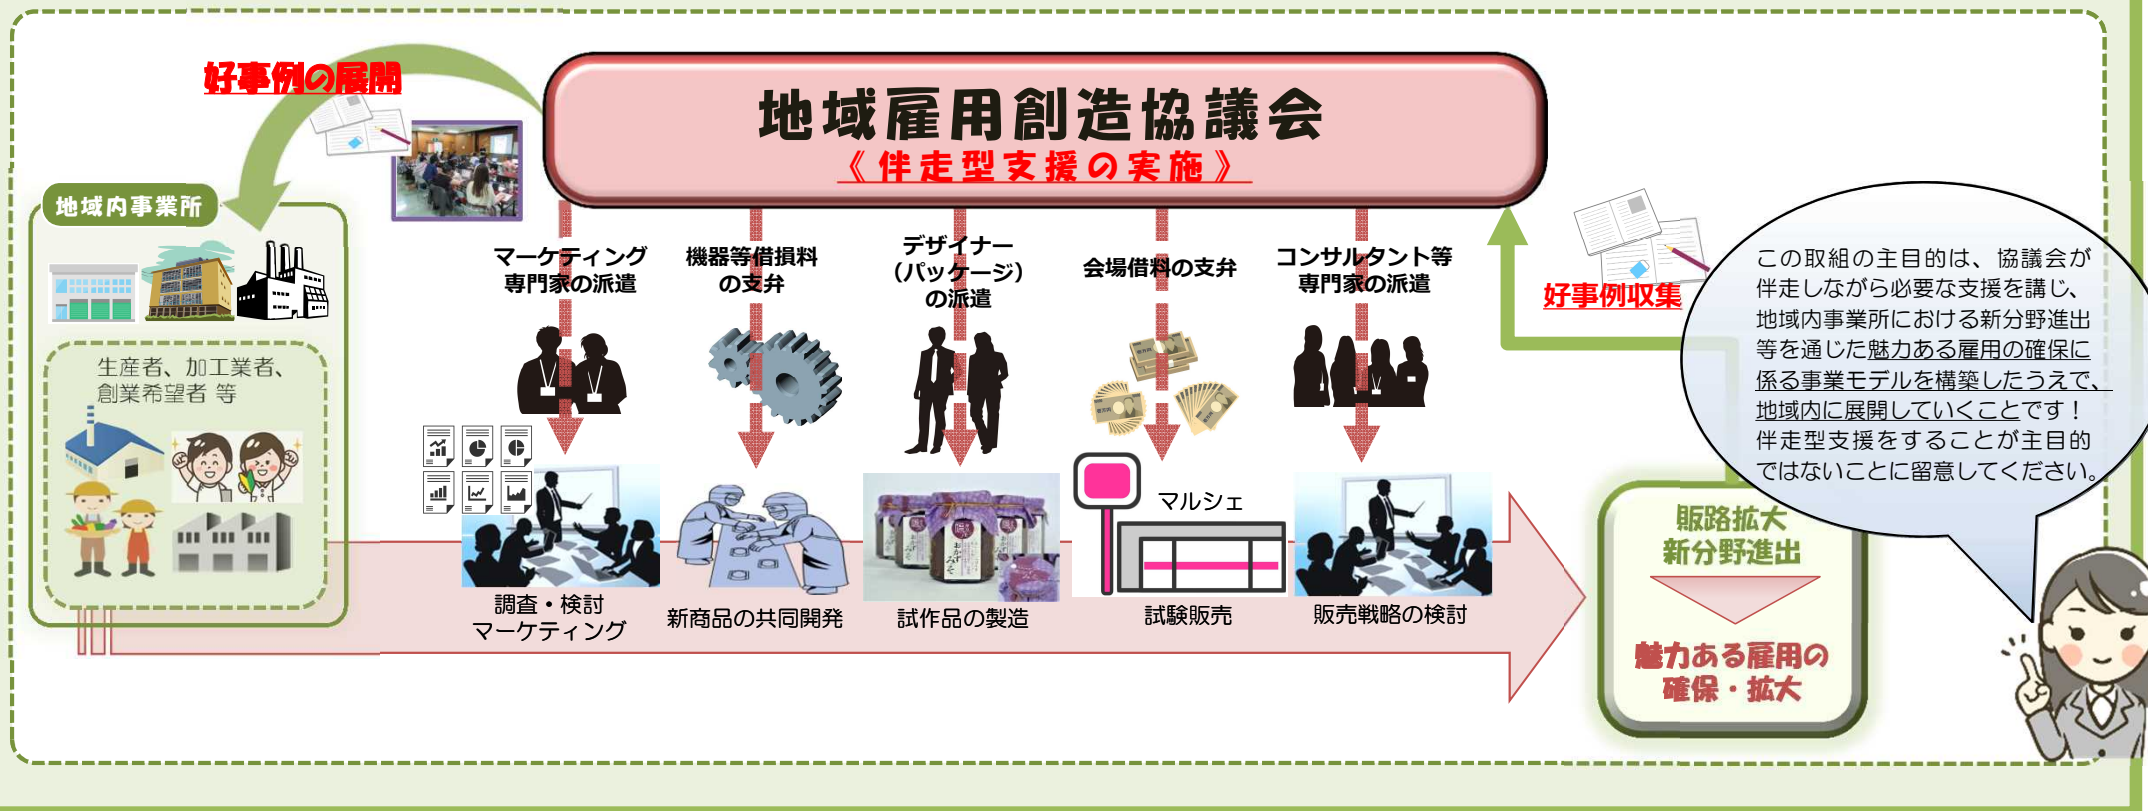 好事例の展開
地域雇用創造協議会
《伴走型支援の実施》
地域内事業所
生産者、加工業者、
創業希望者 等
マーケティング
専門家の派遣
機器等借損料
の支弁
デザイナー
（パッケージ）
の派遣
会場借料の支弁
コンサルタント等
専門家の派遣
好事例収集
この取組の主目的は、協議会が
伴走しながら必要な支援を講じ、
地域内事業所における新分野進出
等を通じた魅力ある雇用の確保に
係る事業モデルを構築したうえで、
地域内に展開していくことです！
伴走型支援をすることが主目的
ではないことに留意してください。
マルシェ
おかず
みそ
調査・検討
マーケティング
新商品の共同開発
試作品の製造
試験販売
販売戦略の検討
販路拡大
新分野進出
魅力ある雇用の
確保・拡大